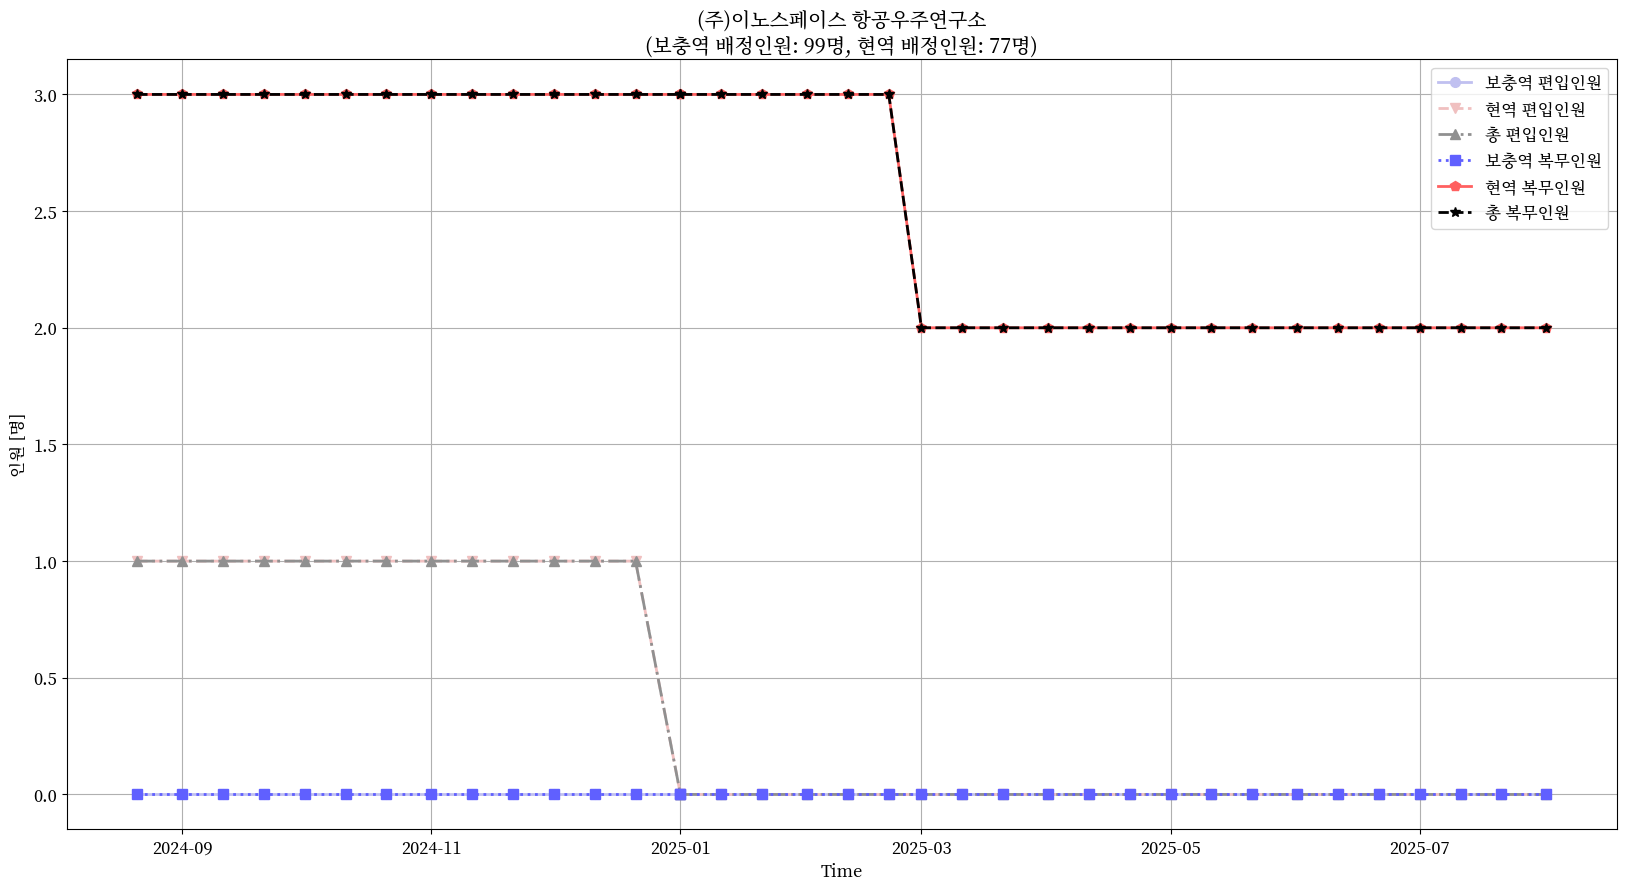 (주)이노스페이스 항공우주연구소
(보충역 배정인원: 99명, 현역 배정인원: 77명)
보충역 편입인원
현역 편입인원
총 편입인원
보충역 복무인원
현역 복무인원
총 복무인원
3.0
2.5
2.0
1.5
1.0
0.5
0.0
인원 [명]
2024-09
2024-11
2025-01
2025-03
2025-05
2025-07
Time